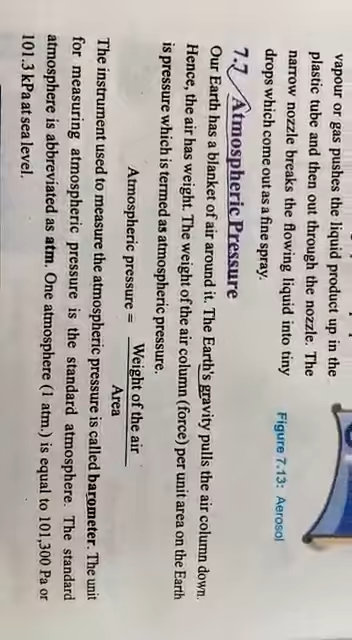 vapour or gas pushes the liquid product up in the
plastic tube and then out through the nozzle. The
narrow nozzle breaks the flowing liquid into tiny
drops which come out as a fine spray.
Figure 7.13: Aerosol
7.7 Atmospheric Pressure
Our Earth has a blanket of air around it. The Earth's gravity pulls the air column down.
Hence, the air has weight. The weight of the air column (force) per unit area on the Earth
is pressure which is termed as atmospheric pressure.
Atmospheric pressure = Weight of the air
Area
The instrument used to measure the atmospheric pressure is called barometer. The unit
for measuring atmospheric pressure is the standard atmosphere. The standard
atmosphere is abbreviated as atm. One atmosphere (1 atm.) is equal to 101,300 Pa or
101.3 kPa at sea level.